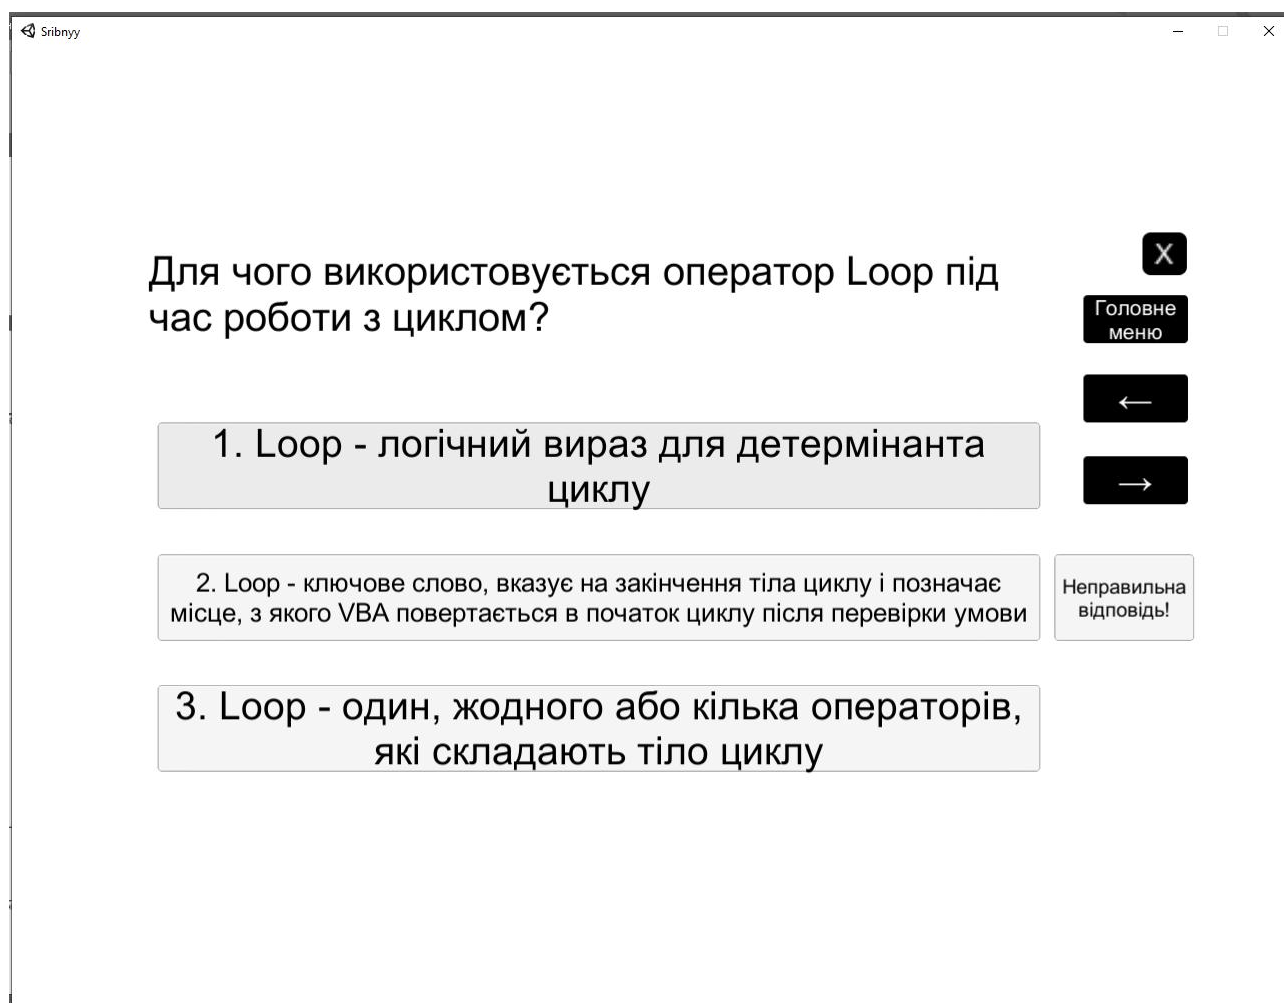 Sribnyy
Для чого використовується оператор Loop під
час роботи з циклом?
X
Головне
меню
←
1. Loop - логічний вираз для детермінанта
циклу
→
2. Loop - ключове слово, вказує на закінчення тіла циклу і позначає
місце, з якого VBA повертається в початок циклу після перевірки умови
Неправильна
відповідь!
3. Loop - один, жодного або кілька операторів,
які складають тіло циклу